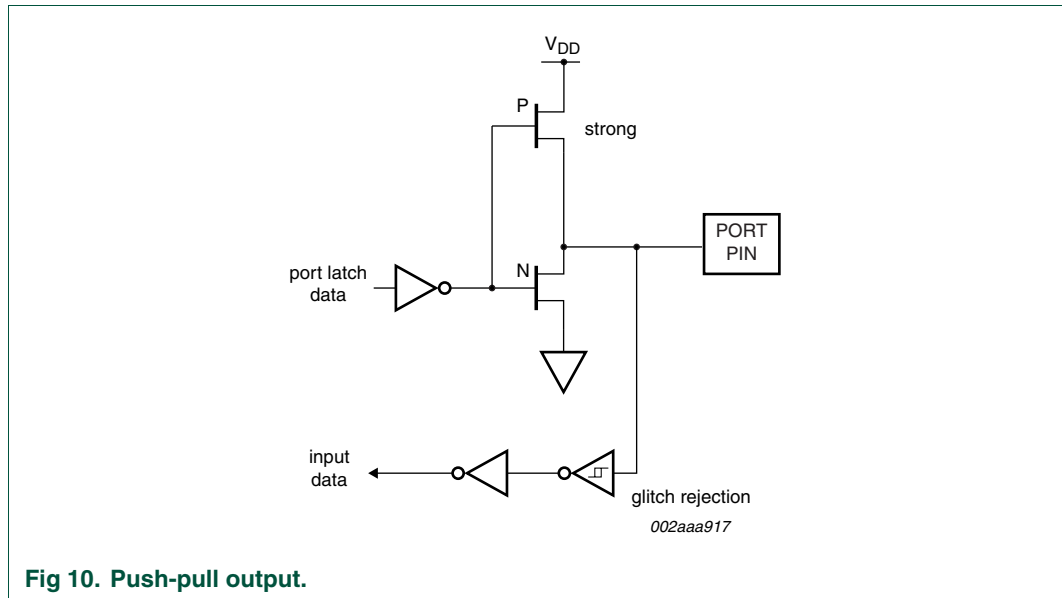 VDD
P
strong
PORT
PIN
N
port latch
data
input
data
glitch rejection
002aaa917
Fig 10. Push-pull output.